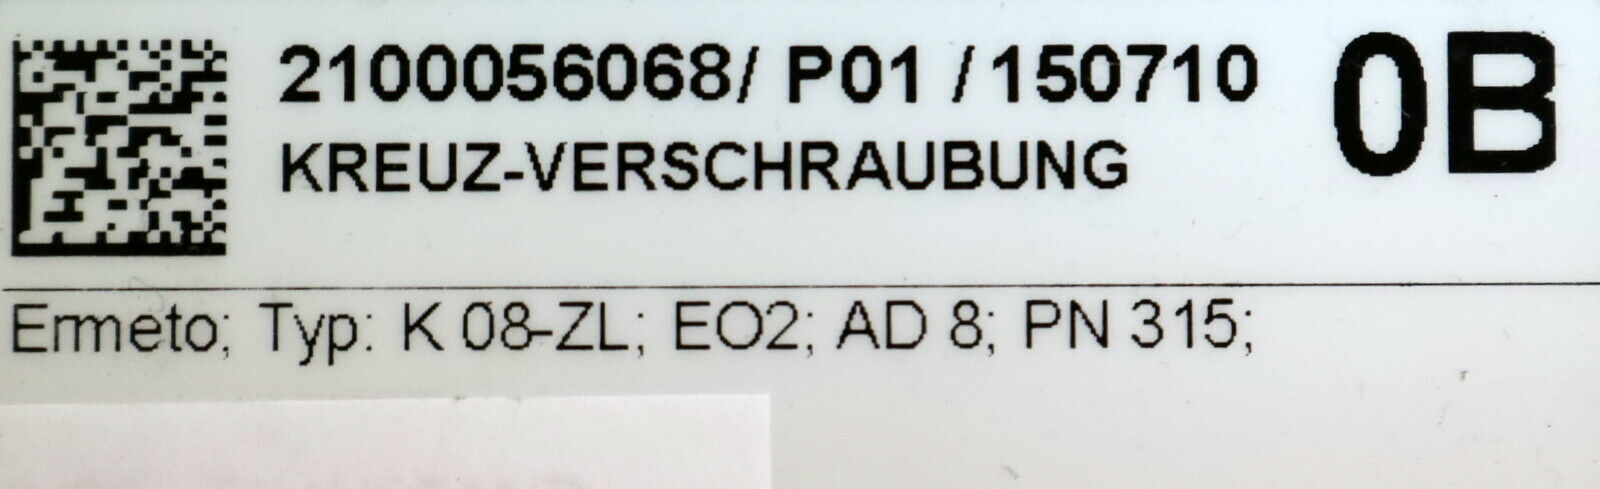 2100056068/ P01 /150710
0B
KREUZ-VERSCHRAUBUNG
Ermeto; Typ: K 08-ZL; EO2; AD 8; PN 315;